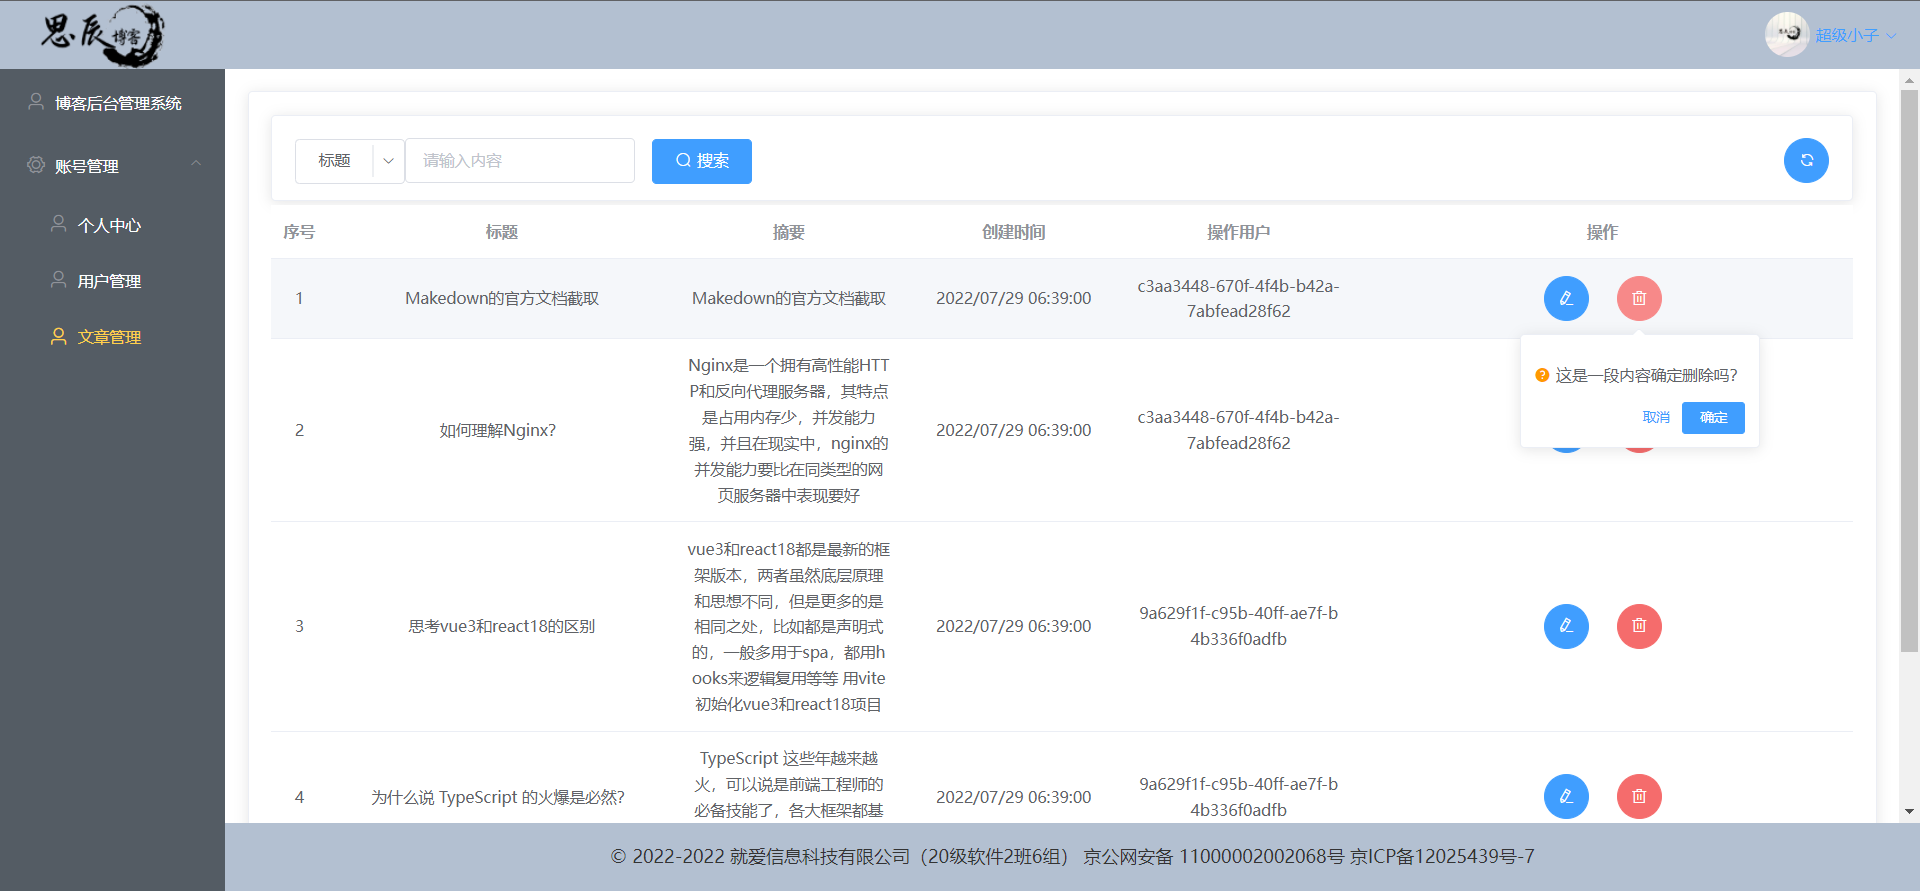 思辰博客
超级小子
博客后台管理系统
账号管理
个人中心
用户管理
文章管理
标题
请输入内容
搜索
序号 标题 摘要 创建时间 操作用户 操作
1 Makedown的官方文档截取 Makedown的官方文档截取 2022/07/29 06:39:00
c3aa3448-670f-4f4b-b42a-
7abfead28f62
这是一段内容确定删除吗?
取消 确定
2 如何理解Nginx? 2022/07/29 06:39:00
Nginx是一个拥有高性能HTT
P和反向代理服务器，其特点
是占用内存少，并发能力
强，并且在现实中，nginx的
并发能力要比在同类型的网
页服务器中表现要好
c3aa3448-670f-4f4b-b42a-
7abfead28f62
3 思考vue3和react18的区别 2022/07/29 06:39:00
vue3和react18都是最新的框
架版本，两者虽然底层原理
和思想不同，但是更多的是
相同之处，比如都是声明式
的，一般多用于spa，都用h
ooks来逻辑复用等等 用vite
初始化vue3和react18项目
9a629f1f-c95b-40ff-ae7f-b
4b336f0adfb
4 为什么说 TypeScript 的火爆是必然? 2022/07/29 06:39:00
TypeScript 这些年越来越
火，可以说是前端工程师的
必备技能了，各大框架都基
9a629f1f-c95b-40ff-ae7f-b
4b336f0adfb
© 2022-2022 就爱信息科技有限公司（20级软件2班6组） 京公网安备 11000002002068号 京ICP备12025439号-7